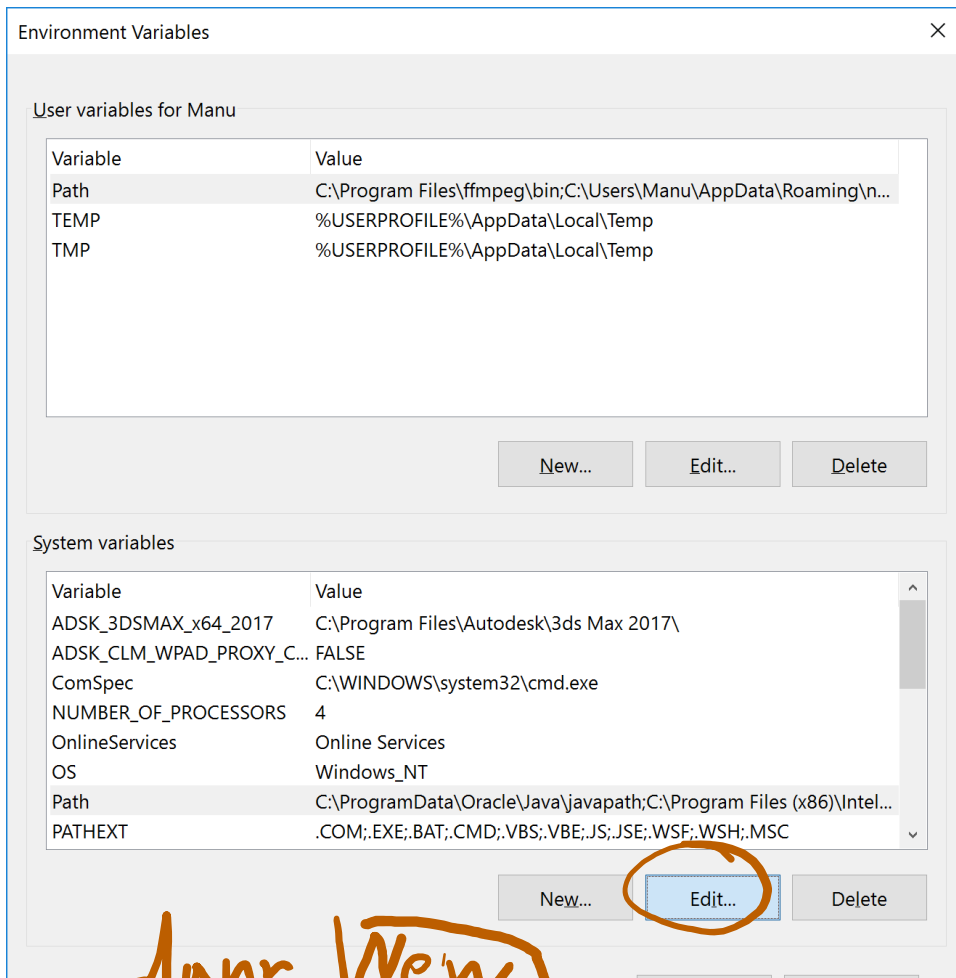 Environment Variables
User variables for Manu
Variable Value
Path C:\Program Files\ffmpeg\bin;C:\Users\Manu\AppData\Roaming\n...
TEMP %USERPROFILE%\AppData\Local\Temp
TMP %USERPROFILE%\AppData\Local\Temp
New... Edit... Delete
System variables
Variable Value
ADSK_3DSMAX_x64_2017 C:\Program Files\Autodesk\3ds Max 2017\
ADSK_CLM_WPAD_PROXY_C... FALSE
ComSpec C:\WINDOWS\system32\cmd.exe
NUMBER_OF_PROCESSORS 4
OnlineServices Online Services
OS Windows_NT
Path C:\ProgramData\Oracle\Java\javapath;C:\Program Files (x86)\Intel...
PATHEXT .COM;.EXE;.BAT;.CMD;.VBS;.VBE;.JS;.JSE;.WSF;.WSH;.MSC
New... Edit... Delete